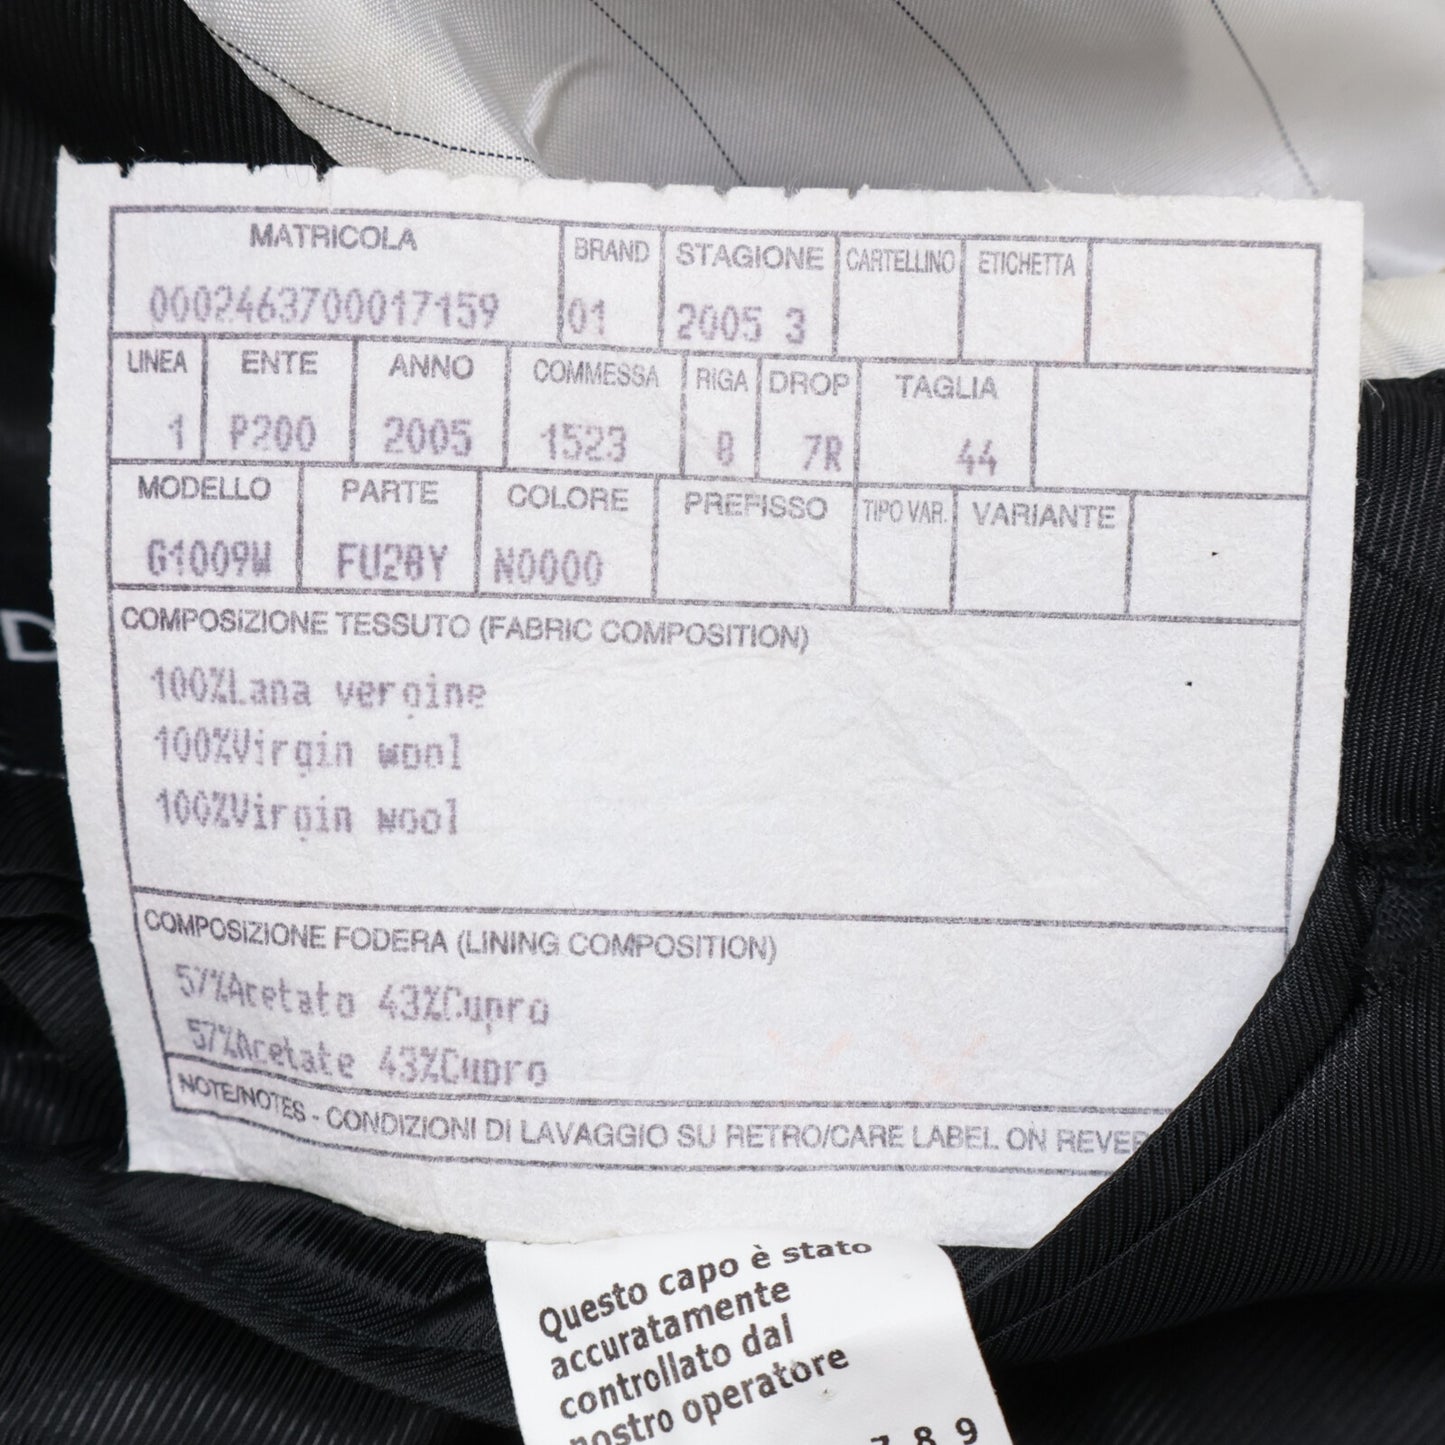 MATRICOLA BRAND STAGIONE CARTELLINO ETICHETTA
0002463700017159 01 2005 3
LINEA ENTE ANNO COMMESSA RIGA DROP TAGLIA
1 P200 2005 1523 8 7R 44
MODELLO PARTE COLORE PREFISSO TIPO VAR. VARIANTE
G1009W FU2BY N0000
COMPOSIZIONE TESSUTO (FABRIC COMPOSITION)
100%Lana vergine
100%Virgin wool
100%Virgin wool
COMPOSIZIONE FODERA (LINING COMPOSITION)
57%Acetato 43%Cupro
57%Acetate 43%Cupro
NOTE/NOTES - CONDIZIONI DI LAVAGGIO SU RETRO/CARE LABEL ON REVER
D
Questo capo è stato
accuratamente
controllato dal
nostro operatore
7 8 9